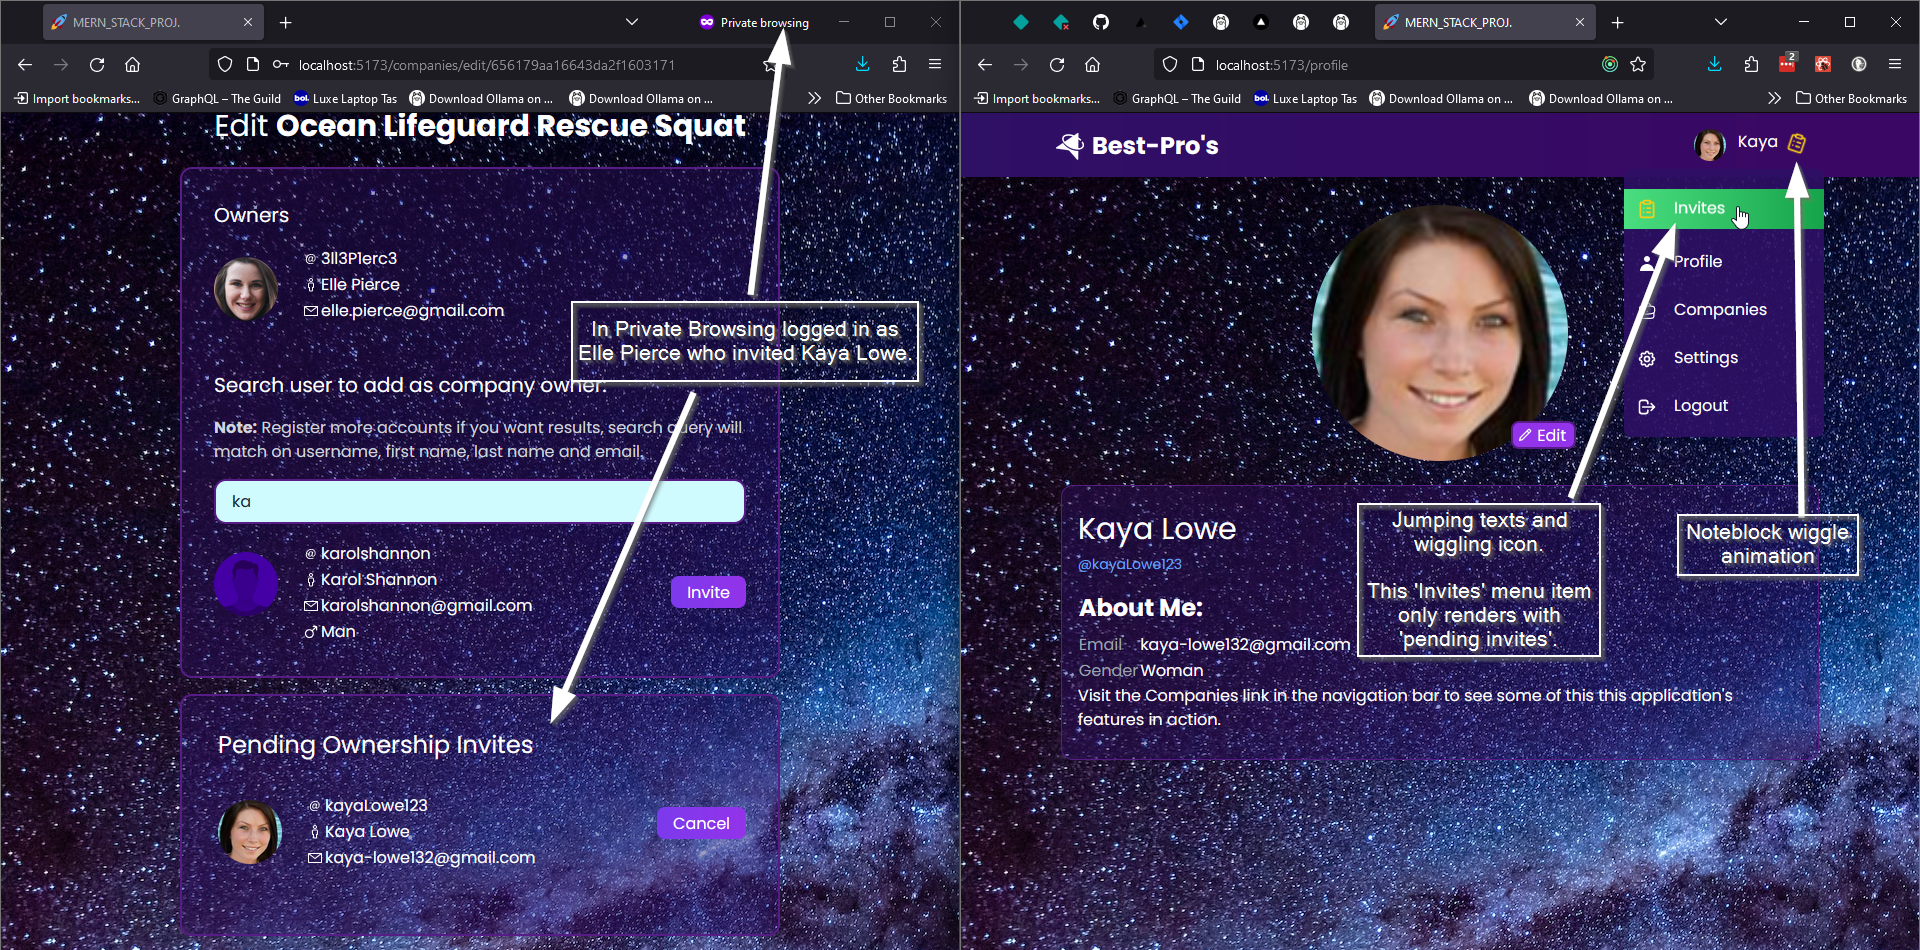 MERN_STACK_PROJ.
Private browsing
localhost:5173/companies/edit/656179aa16643da2f1603171
Import bookmarks...
GraphQL – The Guild
bol.
Luxe Laptop Tas
Download Ollama on ...
Download Ollama on ...
Other Bookmarks
Edit Ocean Lifeguard Rescue Squat
Owners
@ 3ll3P1erc3
Elle Pierce
elle.pierce@gmail.com
In Private Browsing logged in as
Elle Pierce who invited Kaya Lowe.
Search user to add as company owner:
Note: Register more accounts if you want results, search query will
match on username, first name, last name and email.
ka
@ karolshannon
Karol Shannon
karolshannon@gmail.com
Man
Invite
Pending Ownership Invites
@ kayaLowe123
Kaya Lowe
kaya-lowe132@gmail.com
Cancel
MERN_STACK_PROJ.
localhost:5173/profile
2
Import bookmarks...
GraphQL – The Guild
bol.
Luxe Laptop Tas
Download Ollama on ...
Download Ollama on ...
Other Bookmarks
Best-Pro's
Kaya
Invites
Profile
Companies
Settings
Logout
Edit
Kaya Lowe
@kayaLowe123
About Me:
Email kaya-lowe132@gmail.com
Gender Woman
Visit the Companies link in the navigation bar to see some of this this application's
features in action.
Jumping texts and
wiggling icon.
This 'Invites' menu item
only renders with
'pending invites'.
Noteblock wiggle
animation